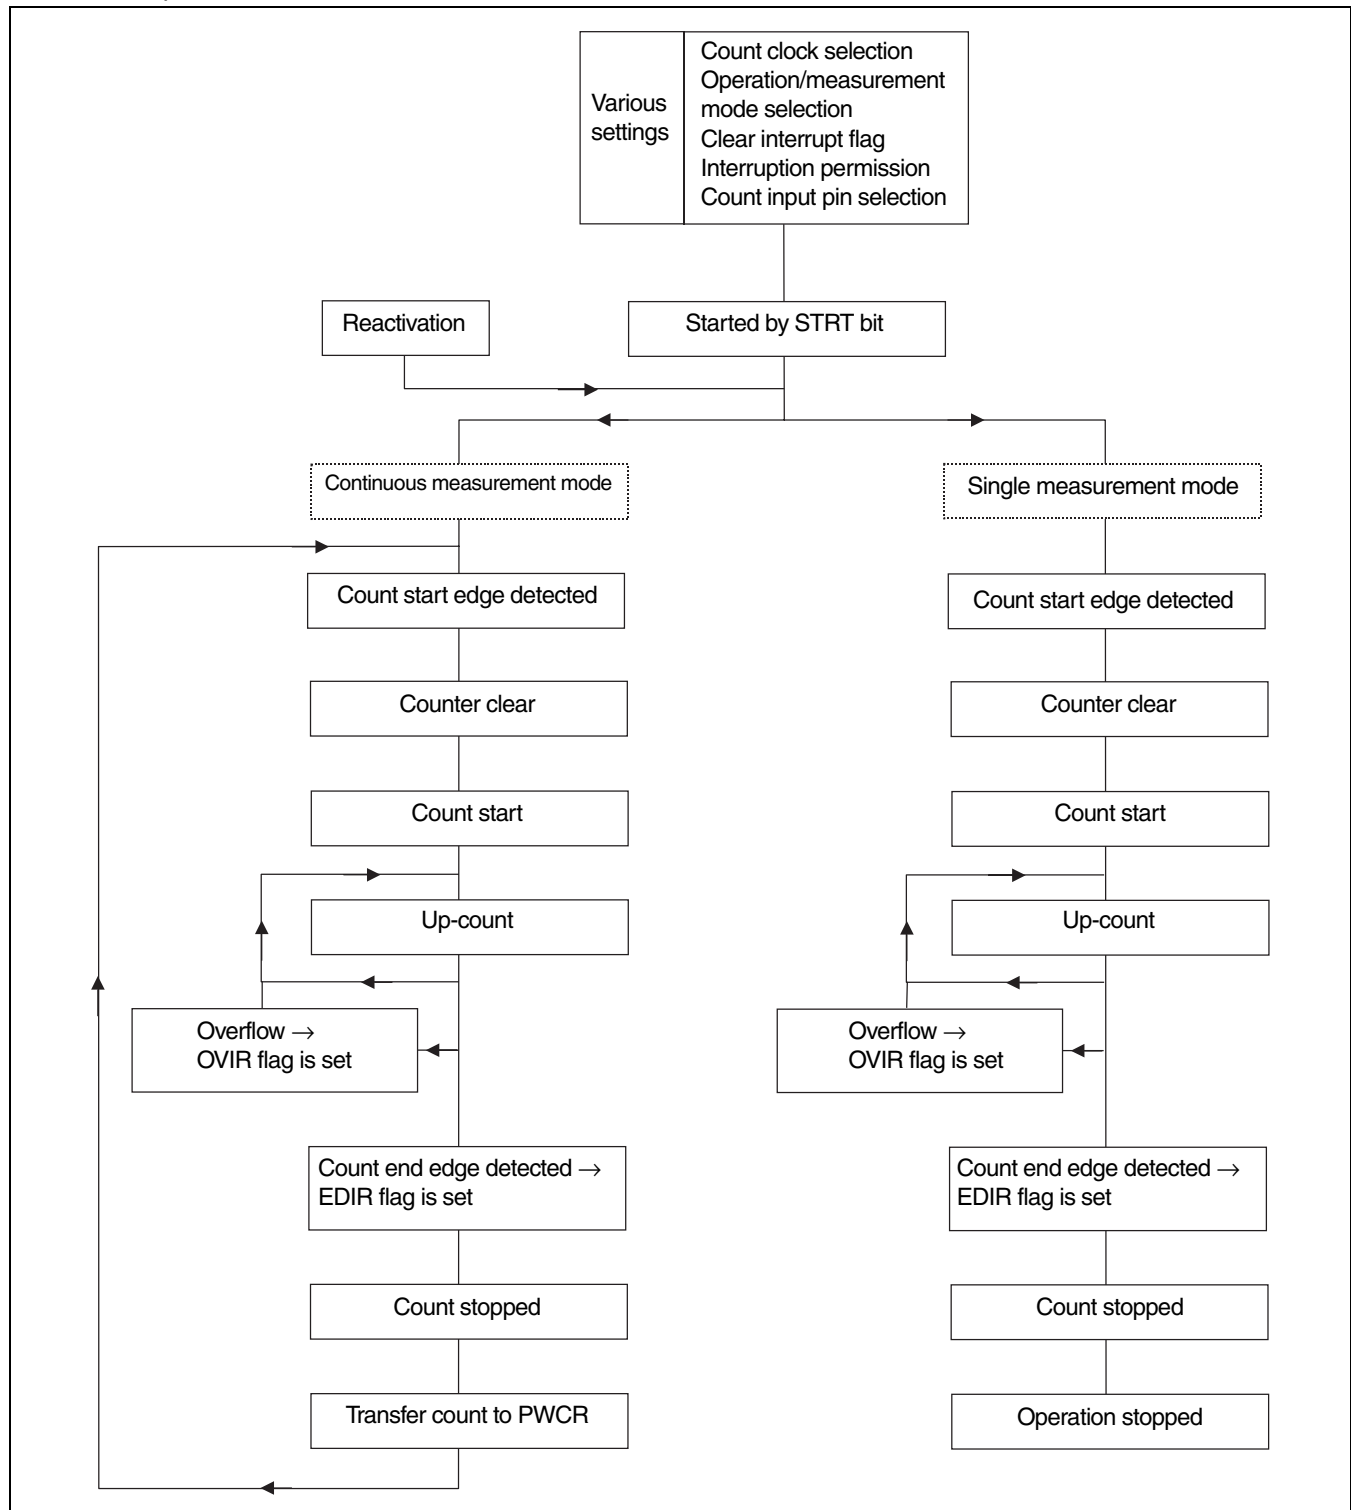 Various
settings
Count clock selection
Operation/measurement
mode selection
Clear interrupt flag
Interruption permission
Count input pin selection
Reactivation
Started by STRT bit
Continuous measurement mode
Single measurement mode
Count start edge detected
Count start edge detected
Counter clear
Counter clear
Count start
Count start
Up-count
Up-count
Overflow →
OVIR flag is set
Overflow →
OVIR flag is set
Count end edge detected →
EDIR flag is set
Count end edge detected →
EDIR flag is set
Count stopped
Count stopped
Transfer count to PWCR
Operation stopped